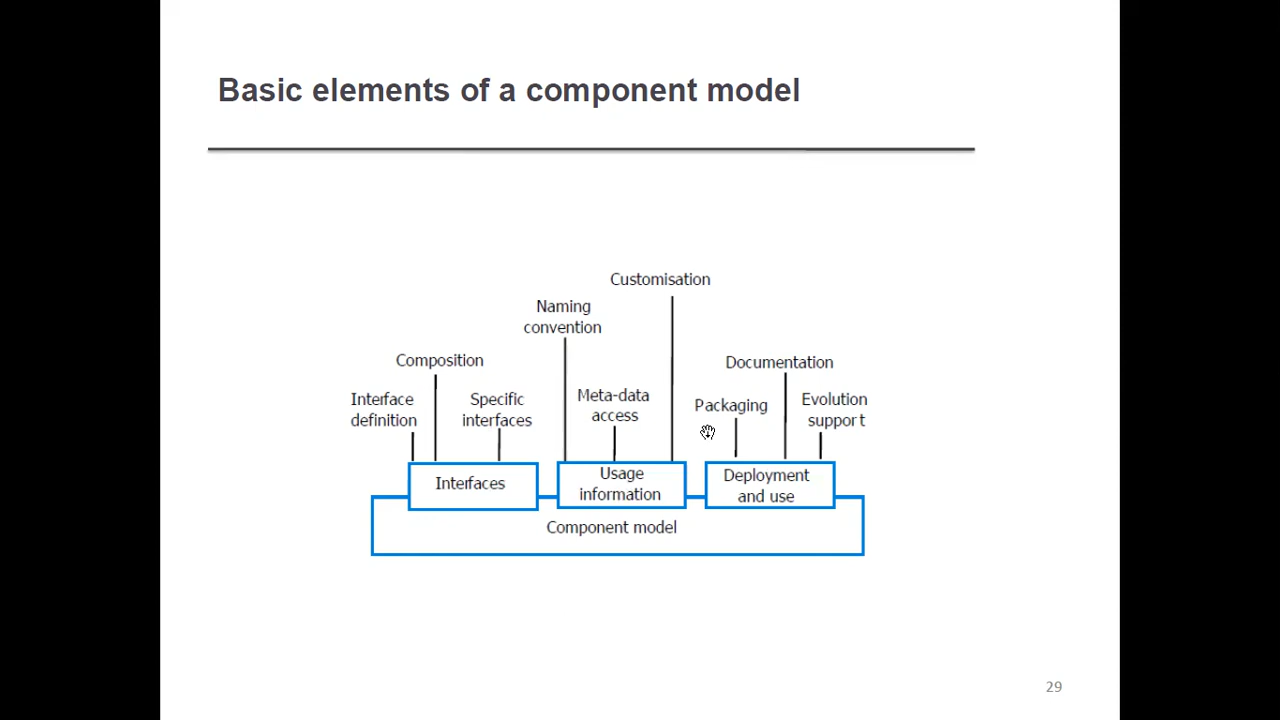 Basic elements of a component model
Customisation
Naming
convention
Composition
Documentation
Interface
definition
Specific
interfaces
Meta-data
access
Packaging
Evolution
support
Interfaces
Usage
information
Deployment
and use
Component model
29